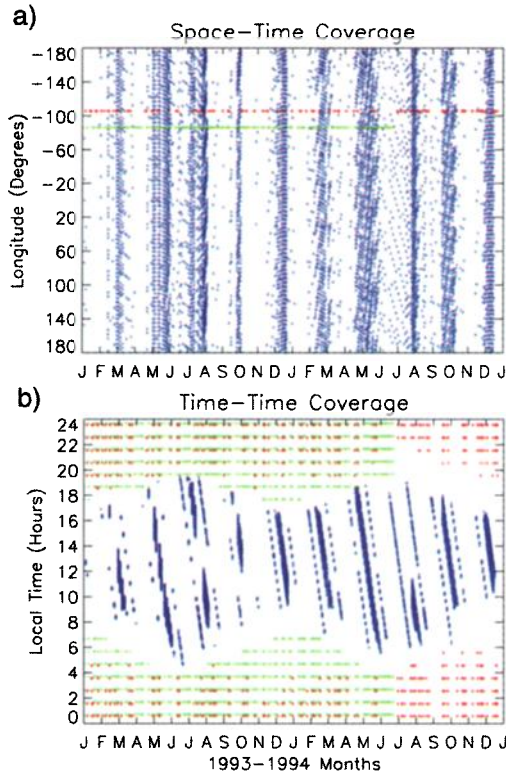 a)
Space-Time Coverage
Longitude (Degrees)
-180
-140
-100
-60
-20
20
60
100
140
180
J F M A M J J A S O N D J F M A M J J A S O N D J
b)
Time-Time Coverage
Local Time (Hours)
24
22
20
18
16
14
12
10
8
6
4
2
0
J F M A M J J A S O N D J F M A M J J A S O N D J
1993-1994 Months